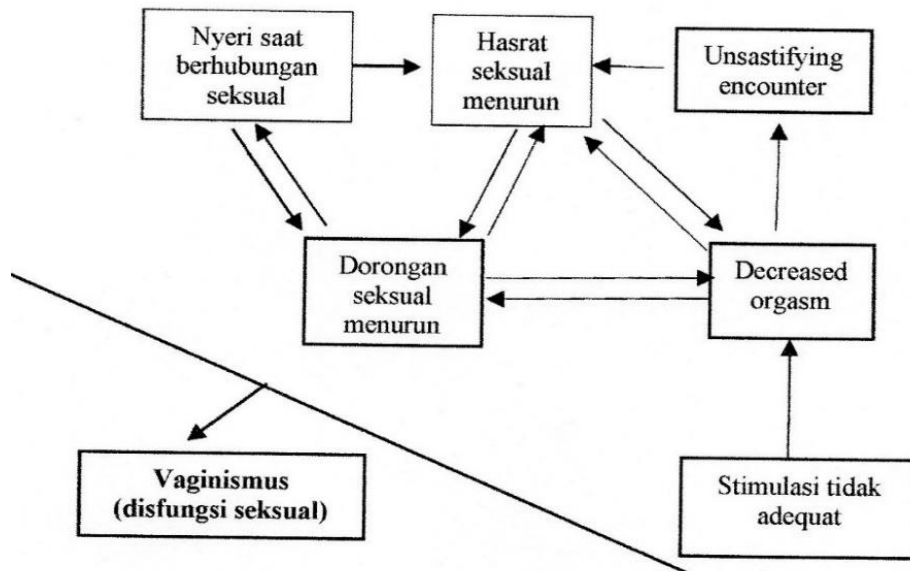 Nyeri saat
berhubungan
seksual
Hasrat
seksual
menurun
Unsastifying
encounter
Dorongan
seksual
menurun
Decreased
orgasm
Vaginismus
(disfungsi seksual)
Stimulasi tidak
adequat